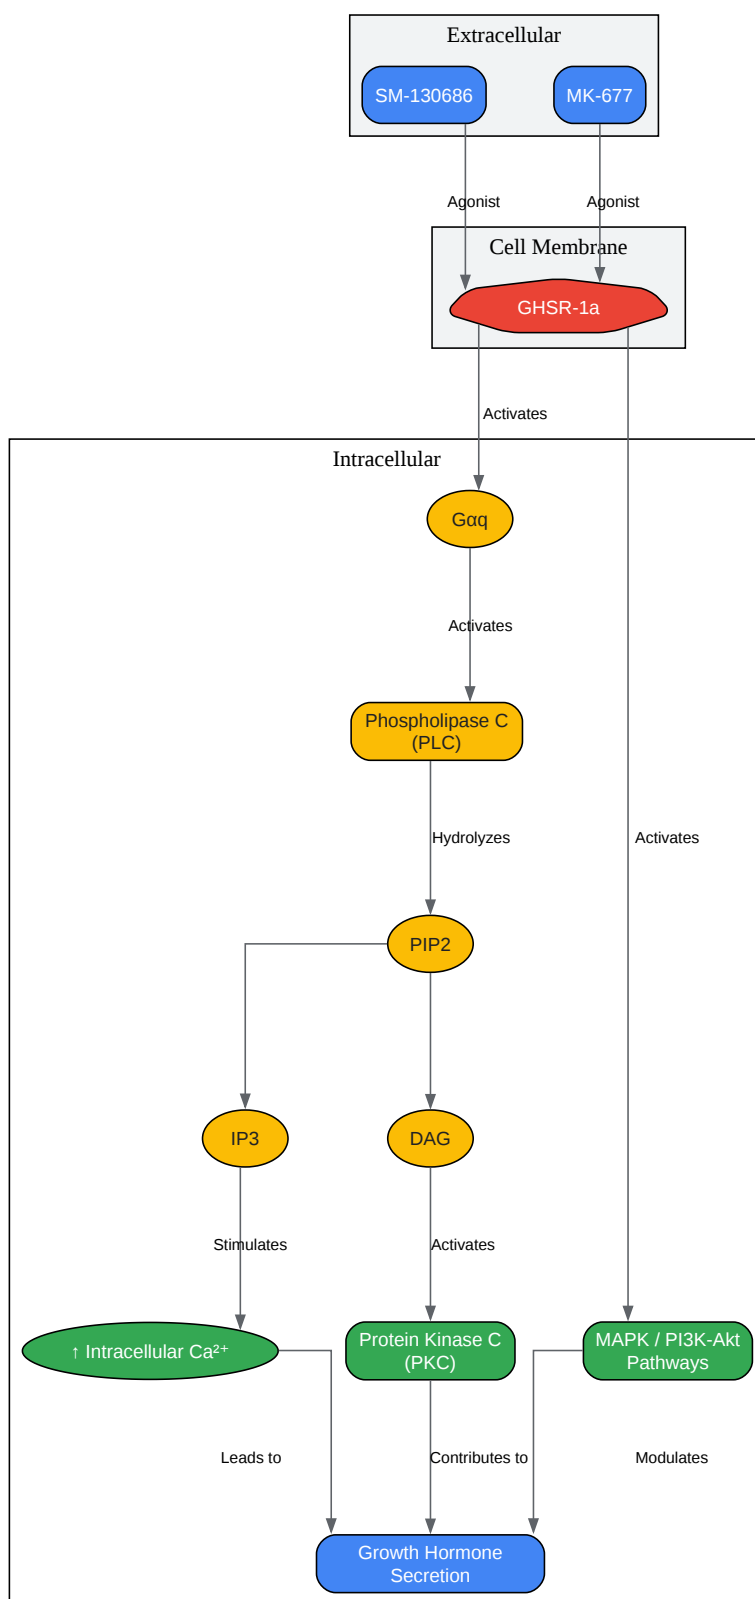 Extracellular
SM-130686
MK-677
Agonist
Agonist
Cell Membrane
GHSR-1a
Activates
Intracellular
Gαq
Activates
Phospholipase C
(PLC)
Hydrolyzes
Activates
PIP2
IP3
DAG
Stimulates
Activates
↑ Intracellular Ca²⁺
Protein Kinase C
(PKC)
MAPK / PI3K-Akt
Pathways
Leads to
Contributes to
Modulates
Growth Hormone
Secretion